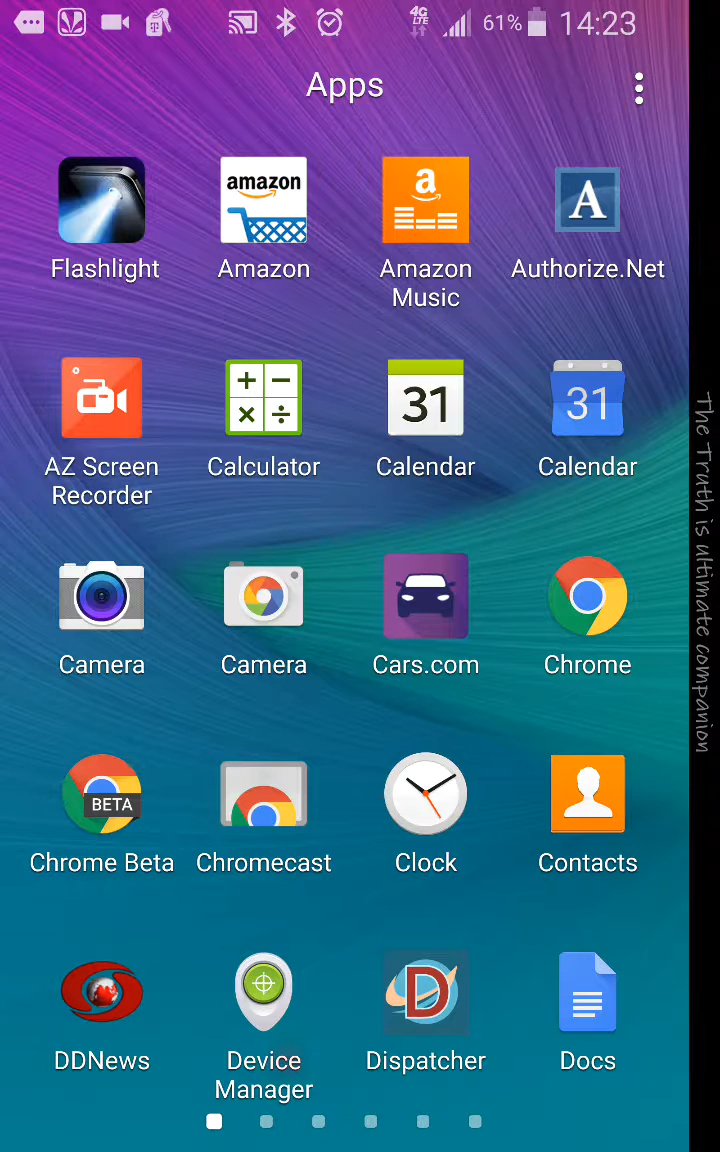 4G LTE 61% 14:23
Apps
amazon
a
A
Flashlight Amazon Amazon Music Authorize.Net
+ − 31 31
× ÷
AZ Screen Recorder Calculator Calendar Calendar
Camera Camera Cars.com Chrome
BETA
Chrome Beta Chromecast Clock Contacts
D
DDNews Device Manager Dispatcher Docs
The Truth is ultimate companion